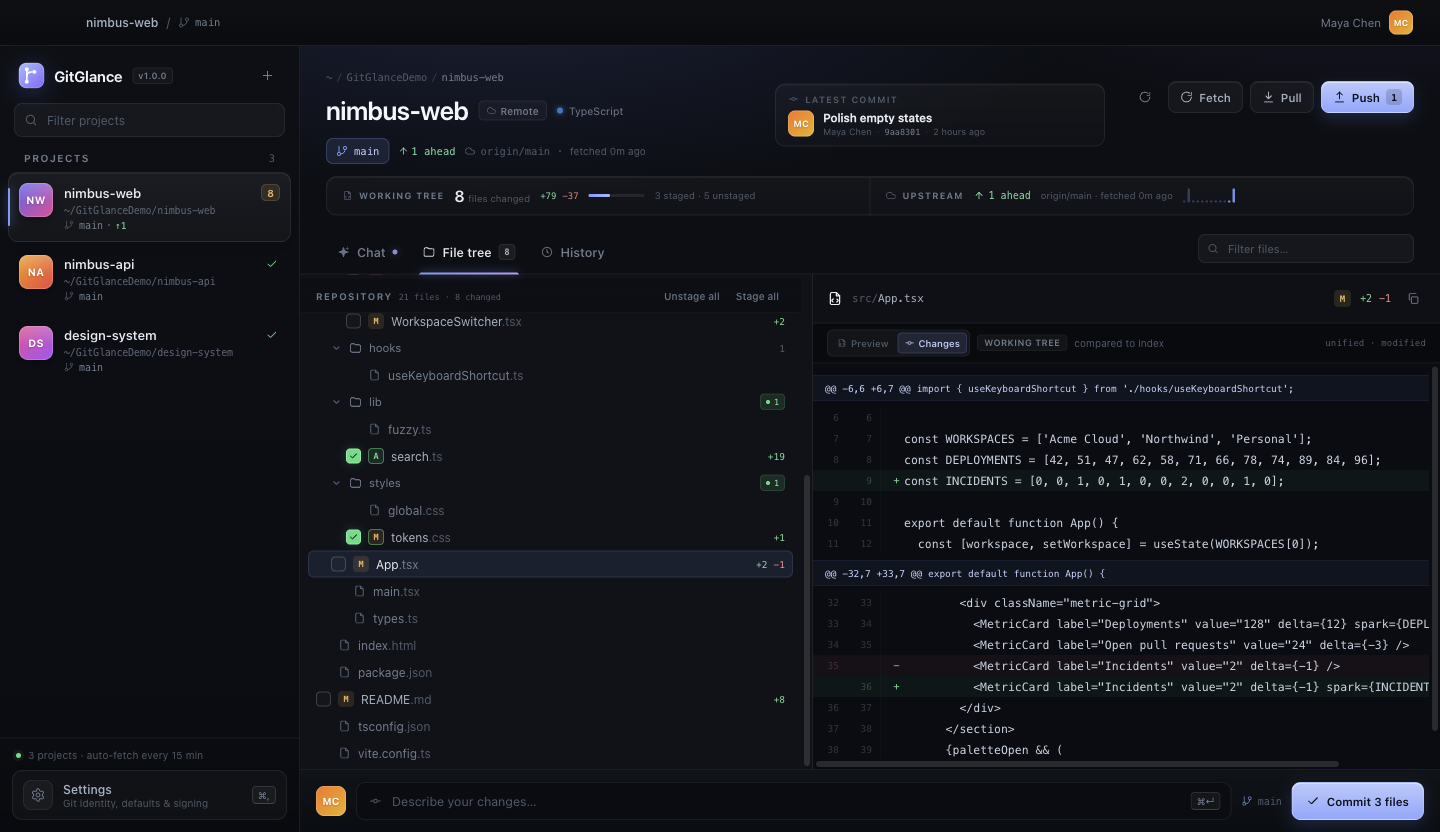 nimbus-web / main
Maya Chen MC
GitGlance v1.0.0
Filter projects
PROJECTS 3
NW nimbus-web 8
~/GitGlanceDemo/nimbus-web
main · ↑1
NA nimbus-api
~/GitGlanceDemo/nimbus-api
main
DS design-system
~/GitGlanceDemo/design-system
main
3 projects · auto-fetch every 15 min
Settings
Git identity, defaults & signing
⌘,
~ / GitGlanceDemo / nimbus-web
nimbus-web Remote TypeScript
main ↑ 1 ahead origin/main · fetched 0m ago
LATEST COMMIT
MC Polish empty states
Maya Chen · 9aa8301 · 2 hours ago
Fetch Pull Push 1
WORKING TREE 8 files changed +79 −37 3 staged · 5 unstaged
UPSTREAM ↑ 1 ahead origin/main · fetched 0m ago
Chat File tree 8 History
Filter files…
REPOSITORY 21 files · 8 changed Unstage all Stage all
M WorkspaceSwitcher.tsx +2
hooks 1
useKeyboardShortcut.ts
lib 1
fuzzy.ts
A search.ts +19
styles 1
global.css
M tokens.css +1
M App.tsx +2 −1
main.tsx
types.ts
index.html
package.json
M README.md +8
tsconfig.json
vite.config.ts
src/App.tsx M +2 −1
Preview Changes WORKING TREE compared to index unified · modified
@@ −6,6 +6,7 @@ import { useKeyboardShortcut } from './hooks/useKeyboardShortcut';
6 6
7 7 const WORKSPACES = ['Acme Cloud', 'Northwind', 'Personal'];
8 8 const DEPLOYMENTS = [42, 51, 47, 62, 58, 71, 66, 78, 74, 89, 84, 96];
9 + const INCIDENTS = [0, 0, 1, 0, 1, 0, 0, 2, 0, 0, 1, 0];
9 10
10 11 export default function App() {
11 12 const [workspace, setWorkspace] = useState(WORKSPACES[0]);
@@ −32,7 +33,7 @@ export default function App() {
32 33 <div className="metric-grid">
33 34 <MetricCard label="Deployments" value="128" delta={12} spark={DEPL
34 35 <MetricCard label="Open pull requests" value="24" delta={−3} />
35 − <MetricCard label="Incidents" value="2" delta={−1} />
36 + <MetricCard label="Incidents" value="2" delta={−1} spark={INCIDENT
36 37 </div>
37 38 </section>
38 39 {paletteOpen && (
MC Describe your changes… ⌘↵ main Commit 3 files